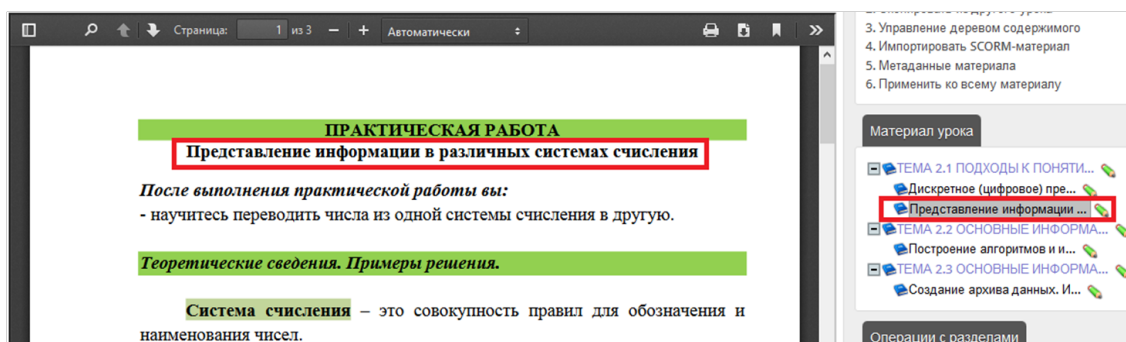 Страница: 1 из 3 — + Автоматически
ПРАКТИЧЕСКАЯ РАБОТА
Представление информации в различных системах счисления
После выполнения практической работы вы:
- научитесь переводить числа из одной системы счисления в другую.
Теоретические сведения. Примеры решения.
Система счисления – это совокупность правил для обозначения и
наименования чисел.
3. Управление деревом содержимого
4. Импортировать SCORM-материал
5. Метаданные материала
6. Применить ко всему материалу
Материал урока
ТЕМА 2.1 ПОДХОДЫ К ПОНЯТИ...
Дискретное (цифровое) пре...
Представление информации ...
ТЕМА 2.2 ОСНОВНЫЕ ИНФОРМА...
Построение алгоритмов и и...
ТЕМА 2.3 ОСНОВНЫЕ ИНФОРМА...
Создание архива данных. И...
Операции с разделами